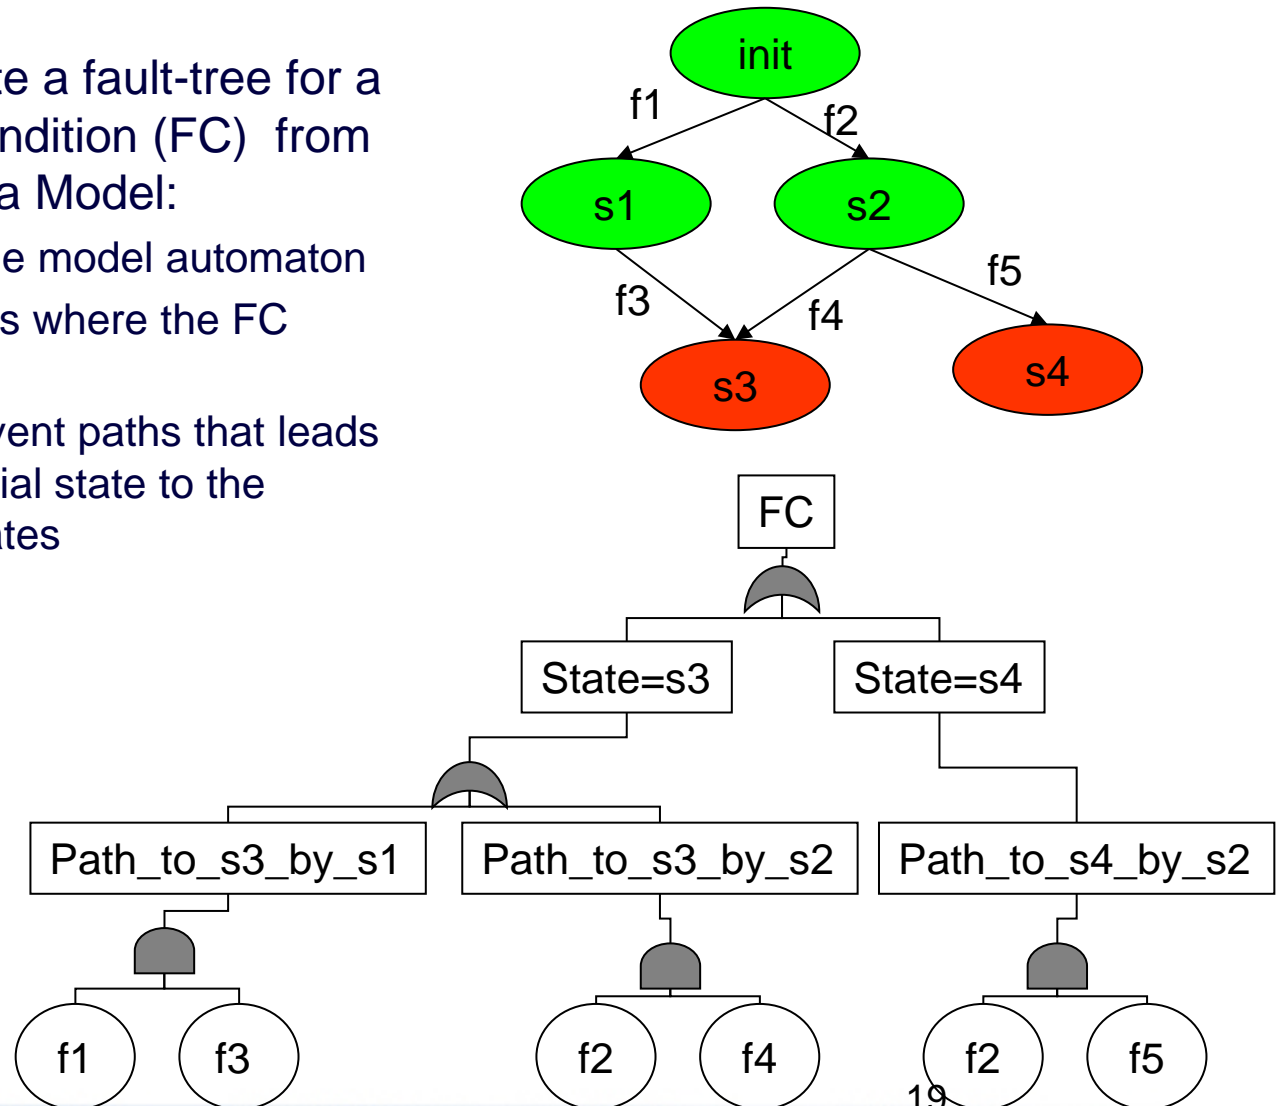 te a fault-tree for a
ndition (FC) from
a Model:
e model automaton
s where the FC
vent paths that leads
ial state to the
ates
init
f1
f2
s1
s2
f3
f4
f5
s3
s4
FC
State=s3
State=s4
Path_to_s3_by_s1
Path_to_s3_by_s2
Path_to_s4_by_s2
f1
f3
f2
f4
f2
f5
19